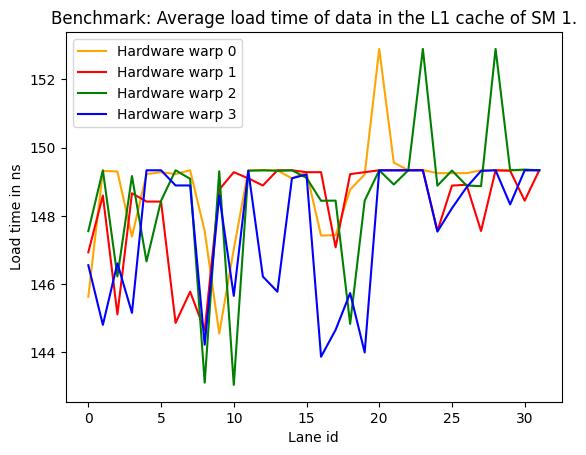 Benchmark: Average load time of data in the L1 cache of SM 1.
Hardware warp 0
Hardware warp 1
Hardware warp 2
Hardware warp 3
Load time in ns
152
150
148
146
144
0 5 10 15 20 25 30
Lane id